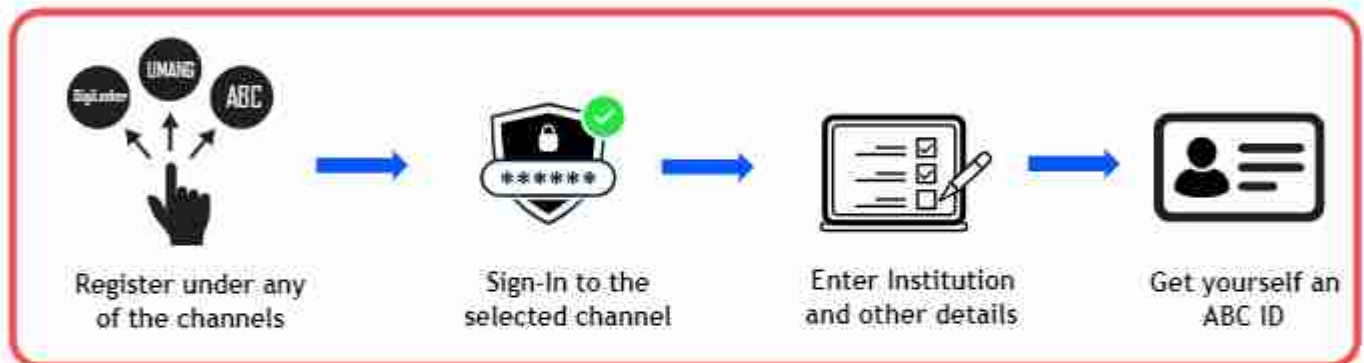 DigiLocker
UMANG
ABC
******
Register under any
of the channels
Sign-In to the
selected channel
Enter Institution
and other details
Get yourself an
ABC ID